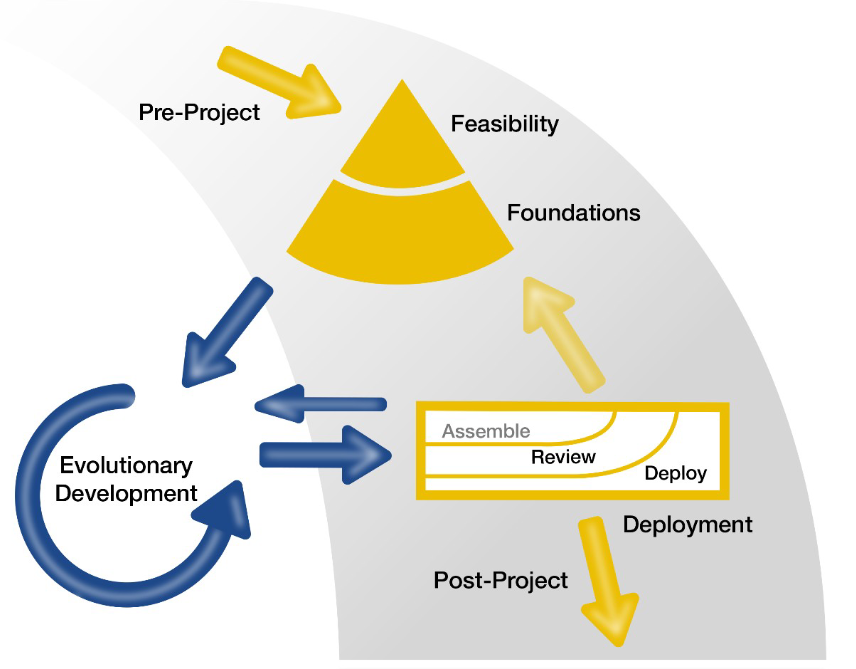 Pre-Project
Feasibility
Foundations
Assemble
Review
Deploy
Evolutionary
Development
Deployment
Post-Project